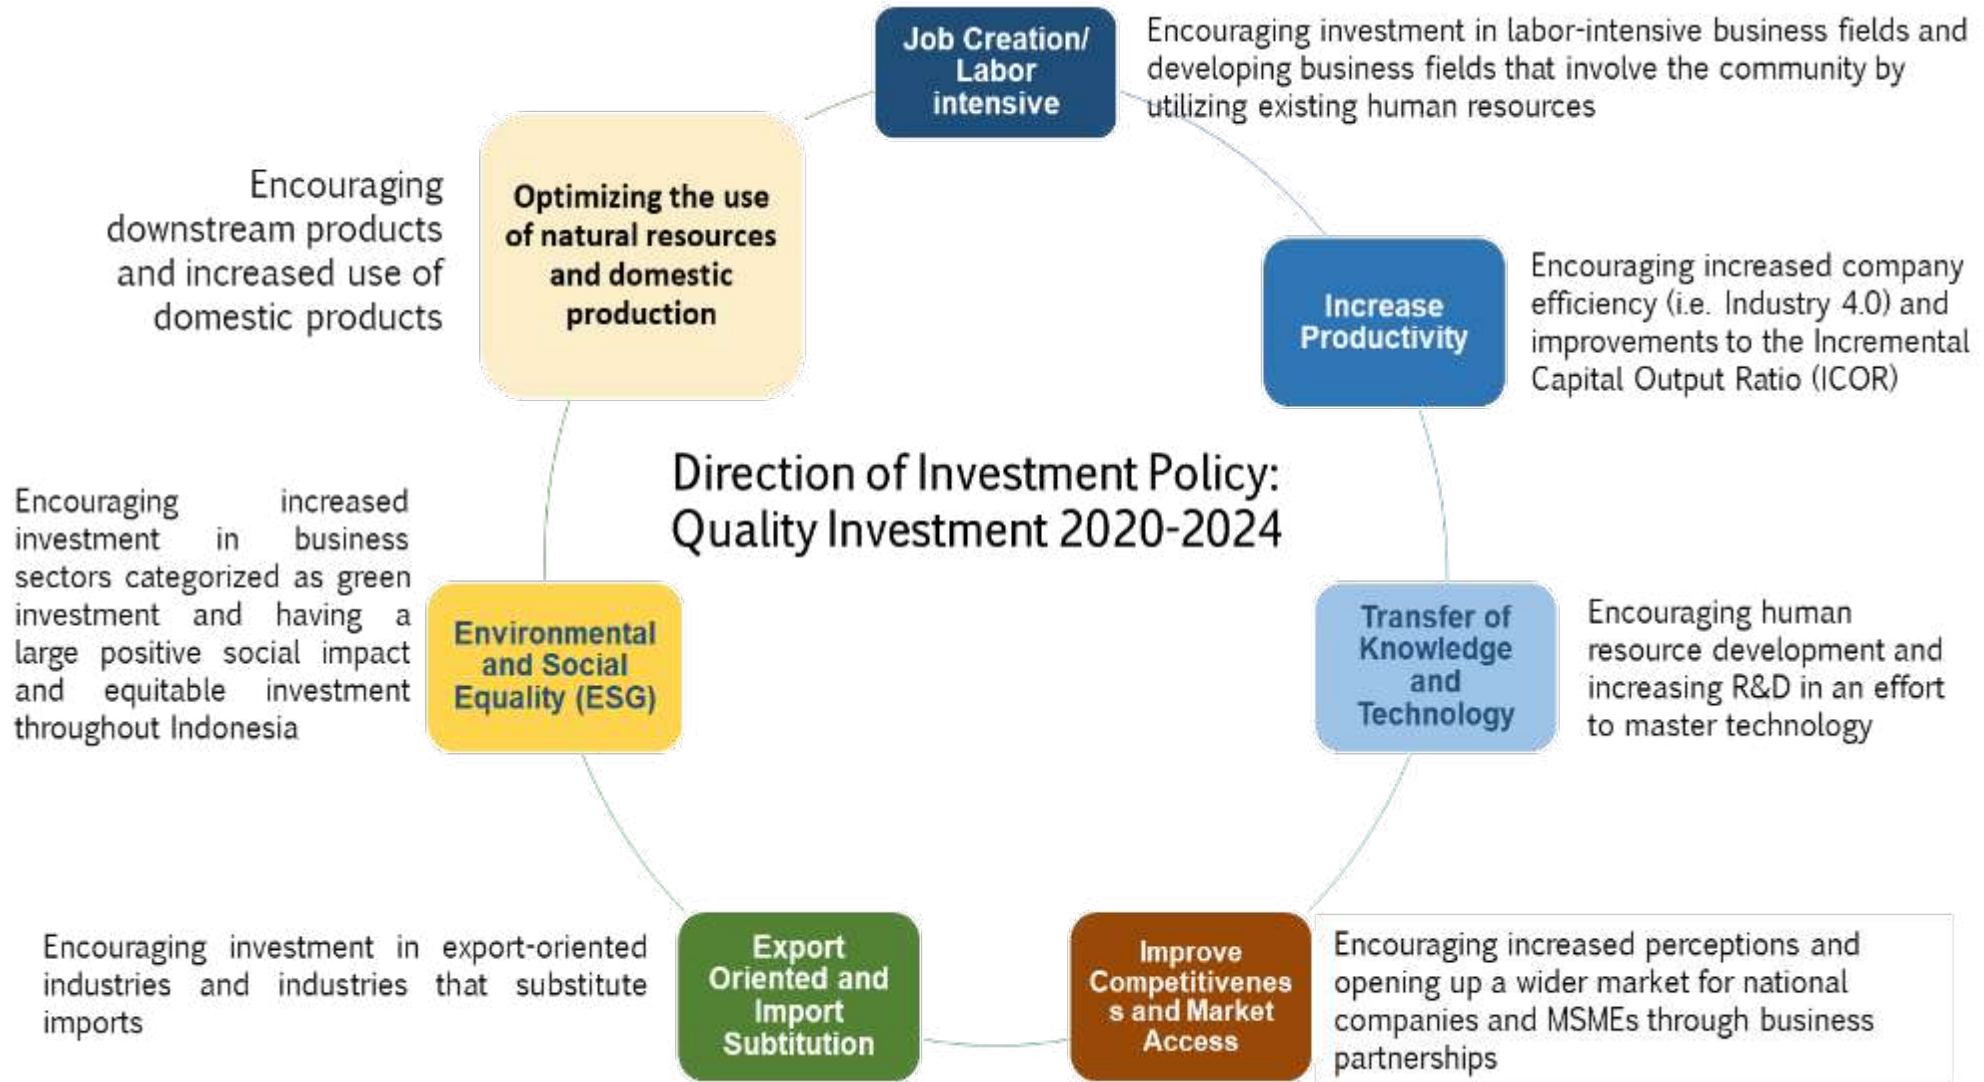 Job Creation/
Labor
intensive
Encouraging investment in labor-intensive business fields and
developing business fields that involve the community by
utilizing existing human resources
Increase
Productivity
Encouraging increased company
efficiency (i.e. Industry 4.0) and
improvements to the Incremental
Capital Output Ratio (ICOR)
Transfer of
Knowledge
and
Technology
Encouraging human
resource development and
increasing R&D in an effort
to master technology
Improve
Competitivenes
s and Market
Access
Encouraging increased perceptions and
opening up a wider market for national
companies and MSMEs through business
partnerships
Export
Oriented and
Import
Subtitution
Encouraging investment in export-oriented
industries and industries that substitute
imports
Environmental
and Social
Equality (ESG)
Encouraging increased
investment in business
sectors categorized as green
investment and having a
large positive social impact
and equitable investment
throughout Indonesia
Optimizing the use
of natural resources
and domestic
production
Encouraging
downstream products
and increased use of
domestic products
Direction of Investment Policy:
Quality Investment 2020-2024